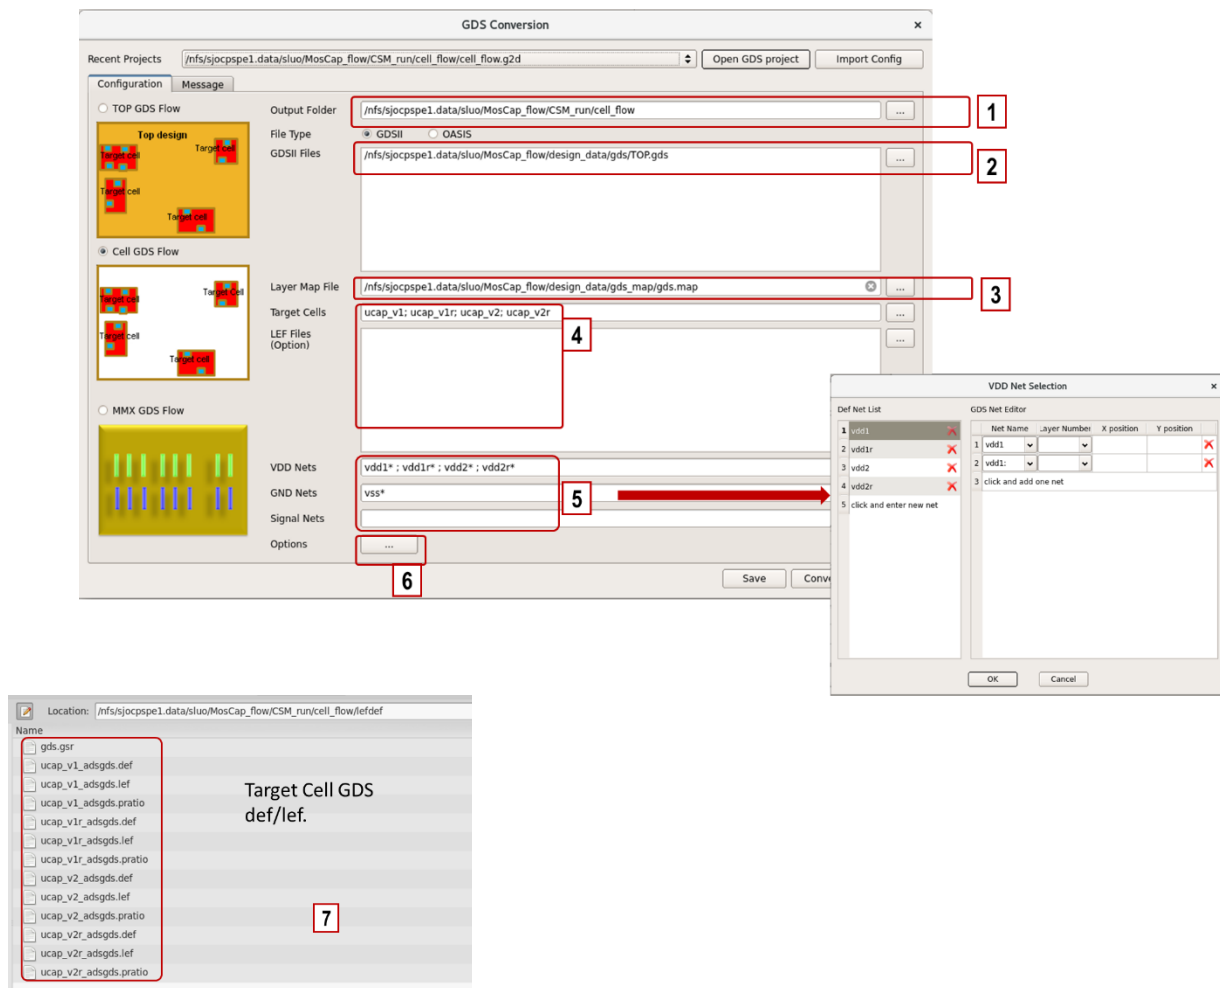 GDS Conversion
×
Recent Projects /nfs/sjocpspe1.data/sluo/MosCap_flow/CSM_run/cell_flow/cell_flow.g2d Open GDS project Import Config
Configuration Message
TOP GDS Flow
Top design
Target cell
Target cell
Target cell
Target cell
Output Folder /nfs/sjocpspe1.data/sluo/MosCap_flow/CSM_run/cell_flow ...
1
File Type GDSII OASIS
GDSII Files /nfs/sjocpspe1.data/sluo/MosCap_flow/design_data/gds/TOP.gds ...
2
Cell GDS Flow
Target cell
Target Cell
Target cell
Target cell
Layer Map File /nfs/sjocpspe1.data/sluo/MosCap_flow/design_data/gds_map/gds.map ...
3
Target Cells ucap_v1; ucap_v1r; ucap_v2; ucap_v2r ...
4
LEF Files ...
(Option)
MMX GDS Flow
VDD Nets vdd1* ; vdd1r* ; vdd2* ; vdd2r*
GND Nets vss*
5
Signal Nets
Options ...
6
Save Conve
VDD Net Selection
×
Def Net List
1 vdd1
2 vdd1r
3 vdd2
4 vdd2r
5 click and enter new net
GDS Net Editor
Net Name .ayer Number X position Y position
1 vdd1
2 vdd1:
3 click and add one net
OK Cancel
Location: /nfs/sjocpspe1.data/sluo/MosCap_flow/CSM_run/cell_flow/lefdef
Name
gds.gsr
ucap_v1_adsgds.def
ucap_v1_adsgds.lef
ucap_v1_adsgds.pratio
ucap_v1r_adsgds.def
ucap_v1r_adsgds.lef
ucap_v1r_adsgds.pratio
ucap_v2_adsgds.def
ucap_v2_adsgds.lef
ucap_v2_adsgds.pratio
ucap_v2r_adsgds.def
ucap_v2r_adsgds.lef
ucap_v2r_adsgds.pratio
Target Cell GDS
def/lef.
7